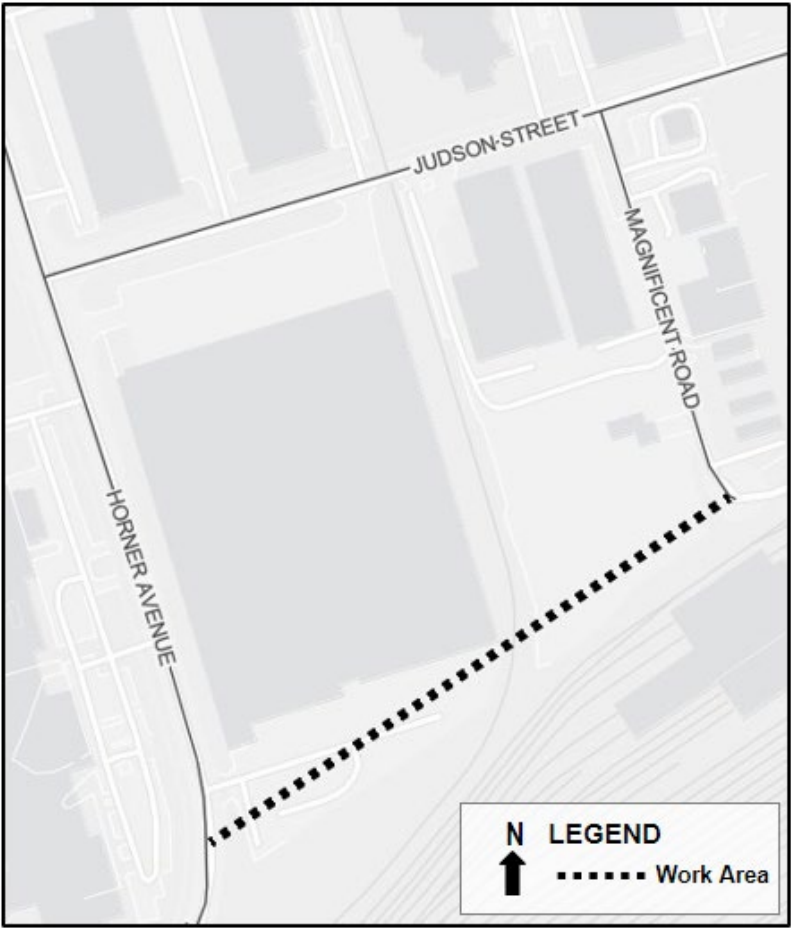 JUDSON STREET
MAGNIFICENT ROAD
HORNER AVENUE
N LEGEND
Work Area